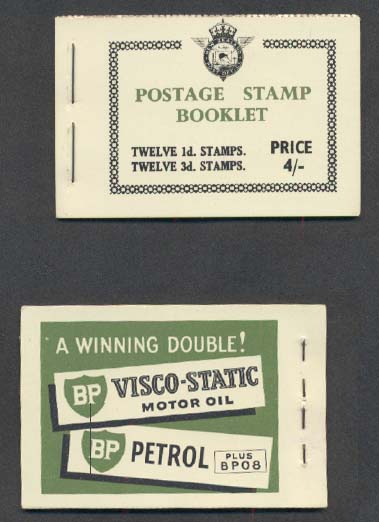 POSTAGE STAMP
BOOKLET
TWELVE 1d. STAMPS.
TWELVE 3d. STAMPS.
PRICE
4/-
A WINNING DOUBLE!
BP VISCO-STATIC
MOTOR OIL
BP PETROL PLUS
BP08